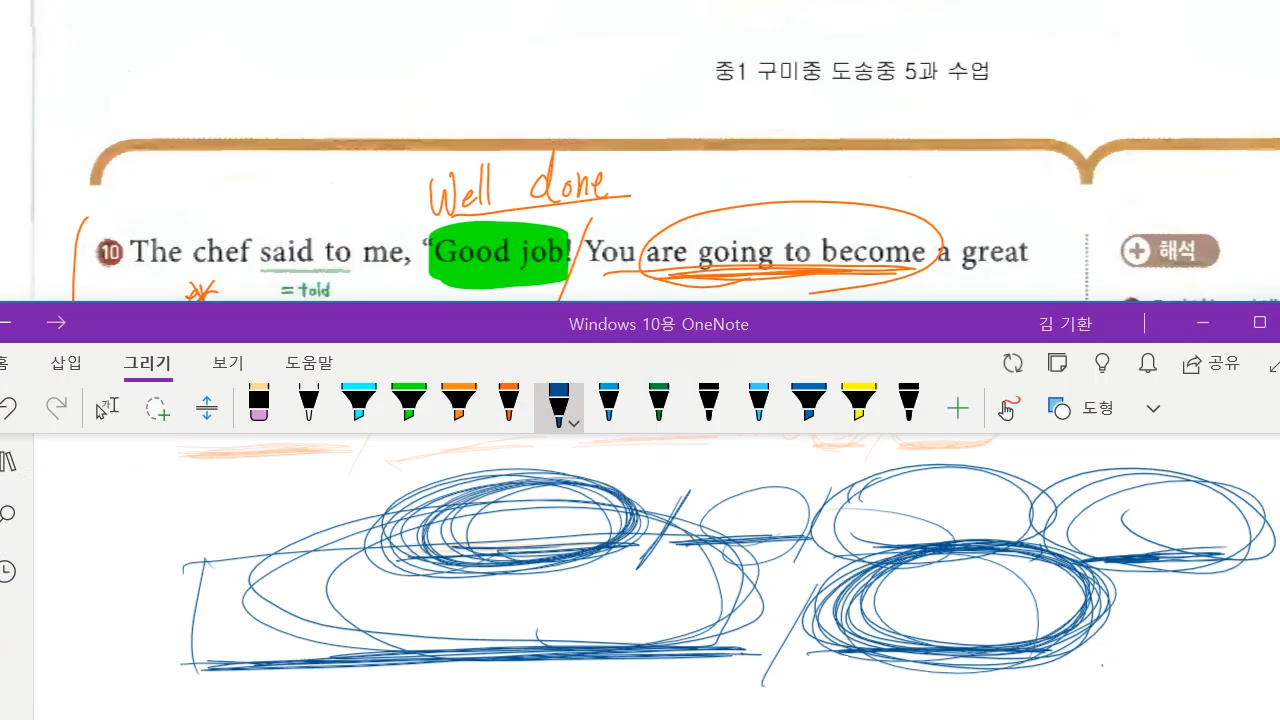 중1 구미중 도송중 5과 수업
Well done
10 The chef said to me, “Good job! You are going to become a great
= told
+ 해석
Windows 10용 OneNote
김 기환
홈 삽입 그리기 보기 도움말
공유
가
도형